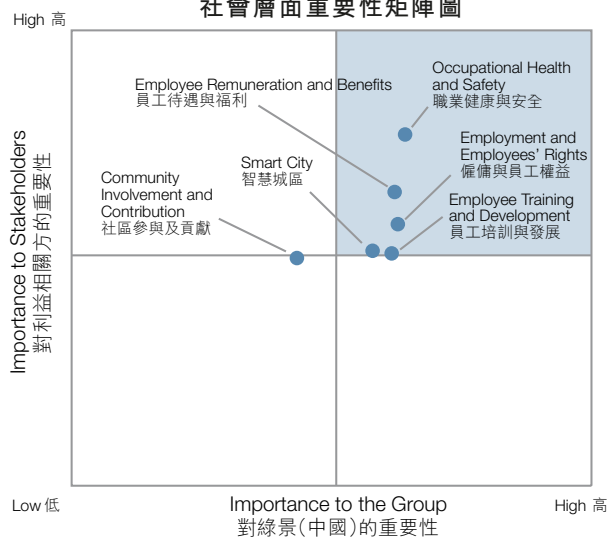 社會層面重要性矩陣圖
High 高
Occupational Health
and Safety
職業健康與安全
Employee Remuneration and Benefits
員工待遇與福利
Employment and
Employees' Rights
僱傭與員工權益
Smart City
智慧城區
Community
Involvement and
Contribution
社區參與及貢獻
Employee Training
and Development
員工培訓與發展
Importance to Stakeholders
對利益相關方的重要性
Low 低
Importance to the Group
對綠景（中國）的重要性
High 高